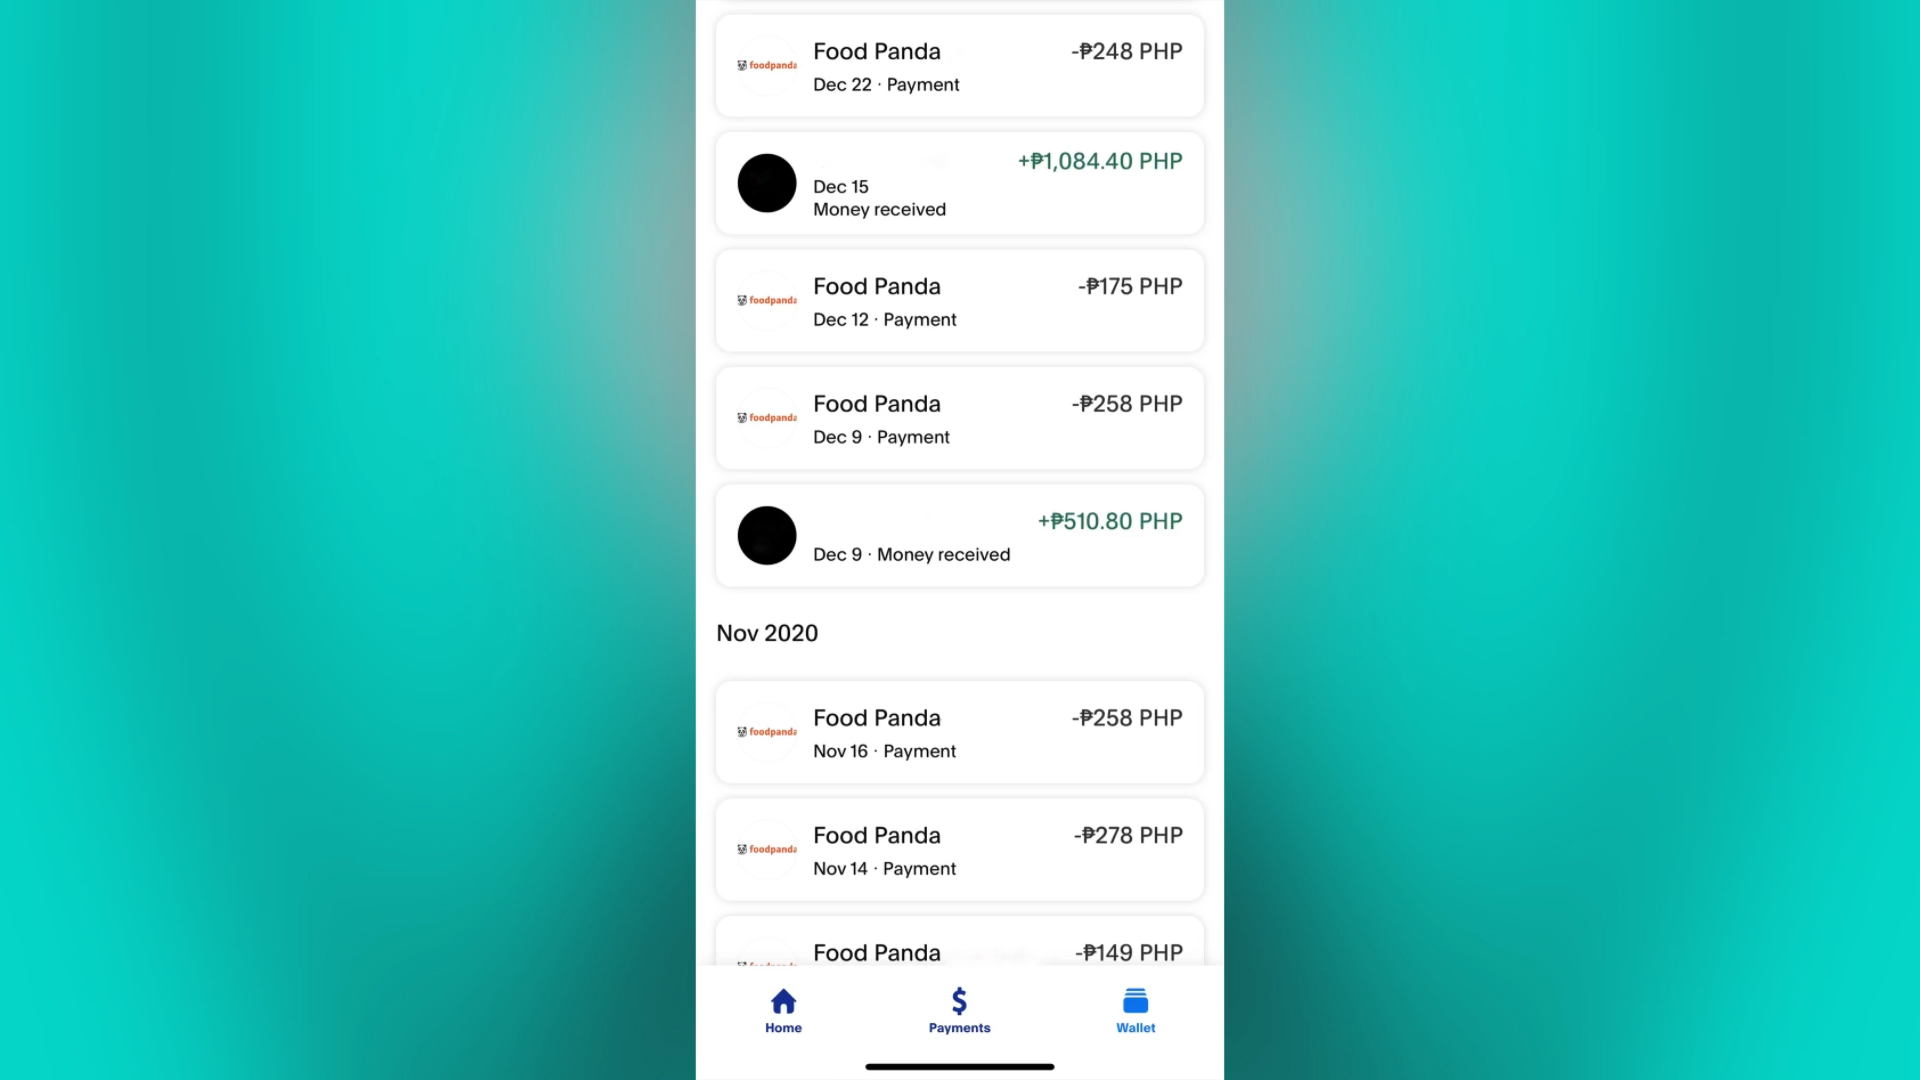 Food Panda
-₱248 PHP
foodpanda
Dec 22 · Payment
+₱1,084.40 PHP
Dec 15
Money received
Food Panda
-₱175 PHP
foodpanda
Dec 12 · Payment
Food Panda
-₱258 PHP
foodpanda
Dec 9 · Payment
+₱510.80 PHP
Dec 9 · Money received
Nov 2020
Food Panda
-₱258 PHP
foodpanda
Nov 16 · Payment
Food Panda
-₱278 PHP
foodpanda
Nov 14 · Payment
Food Panda
-₱149 PHP
Home
Payments
Wallet